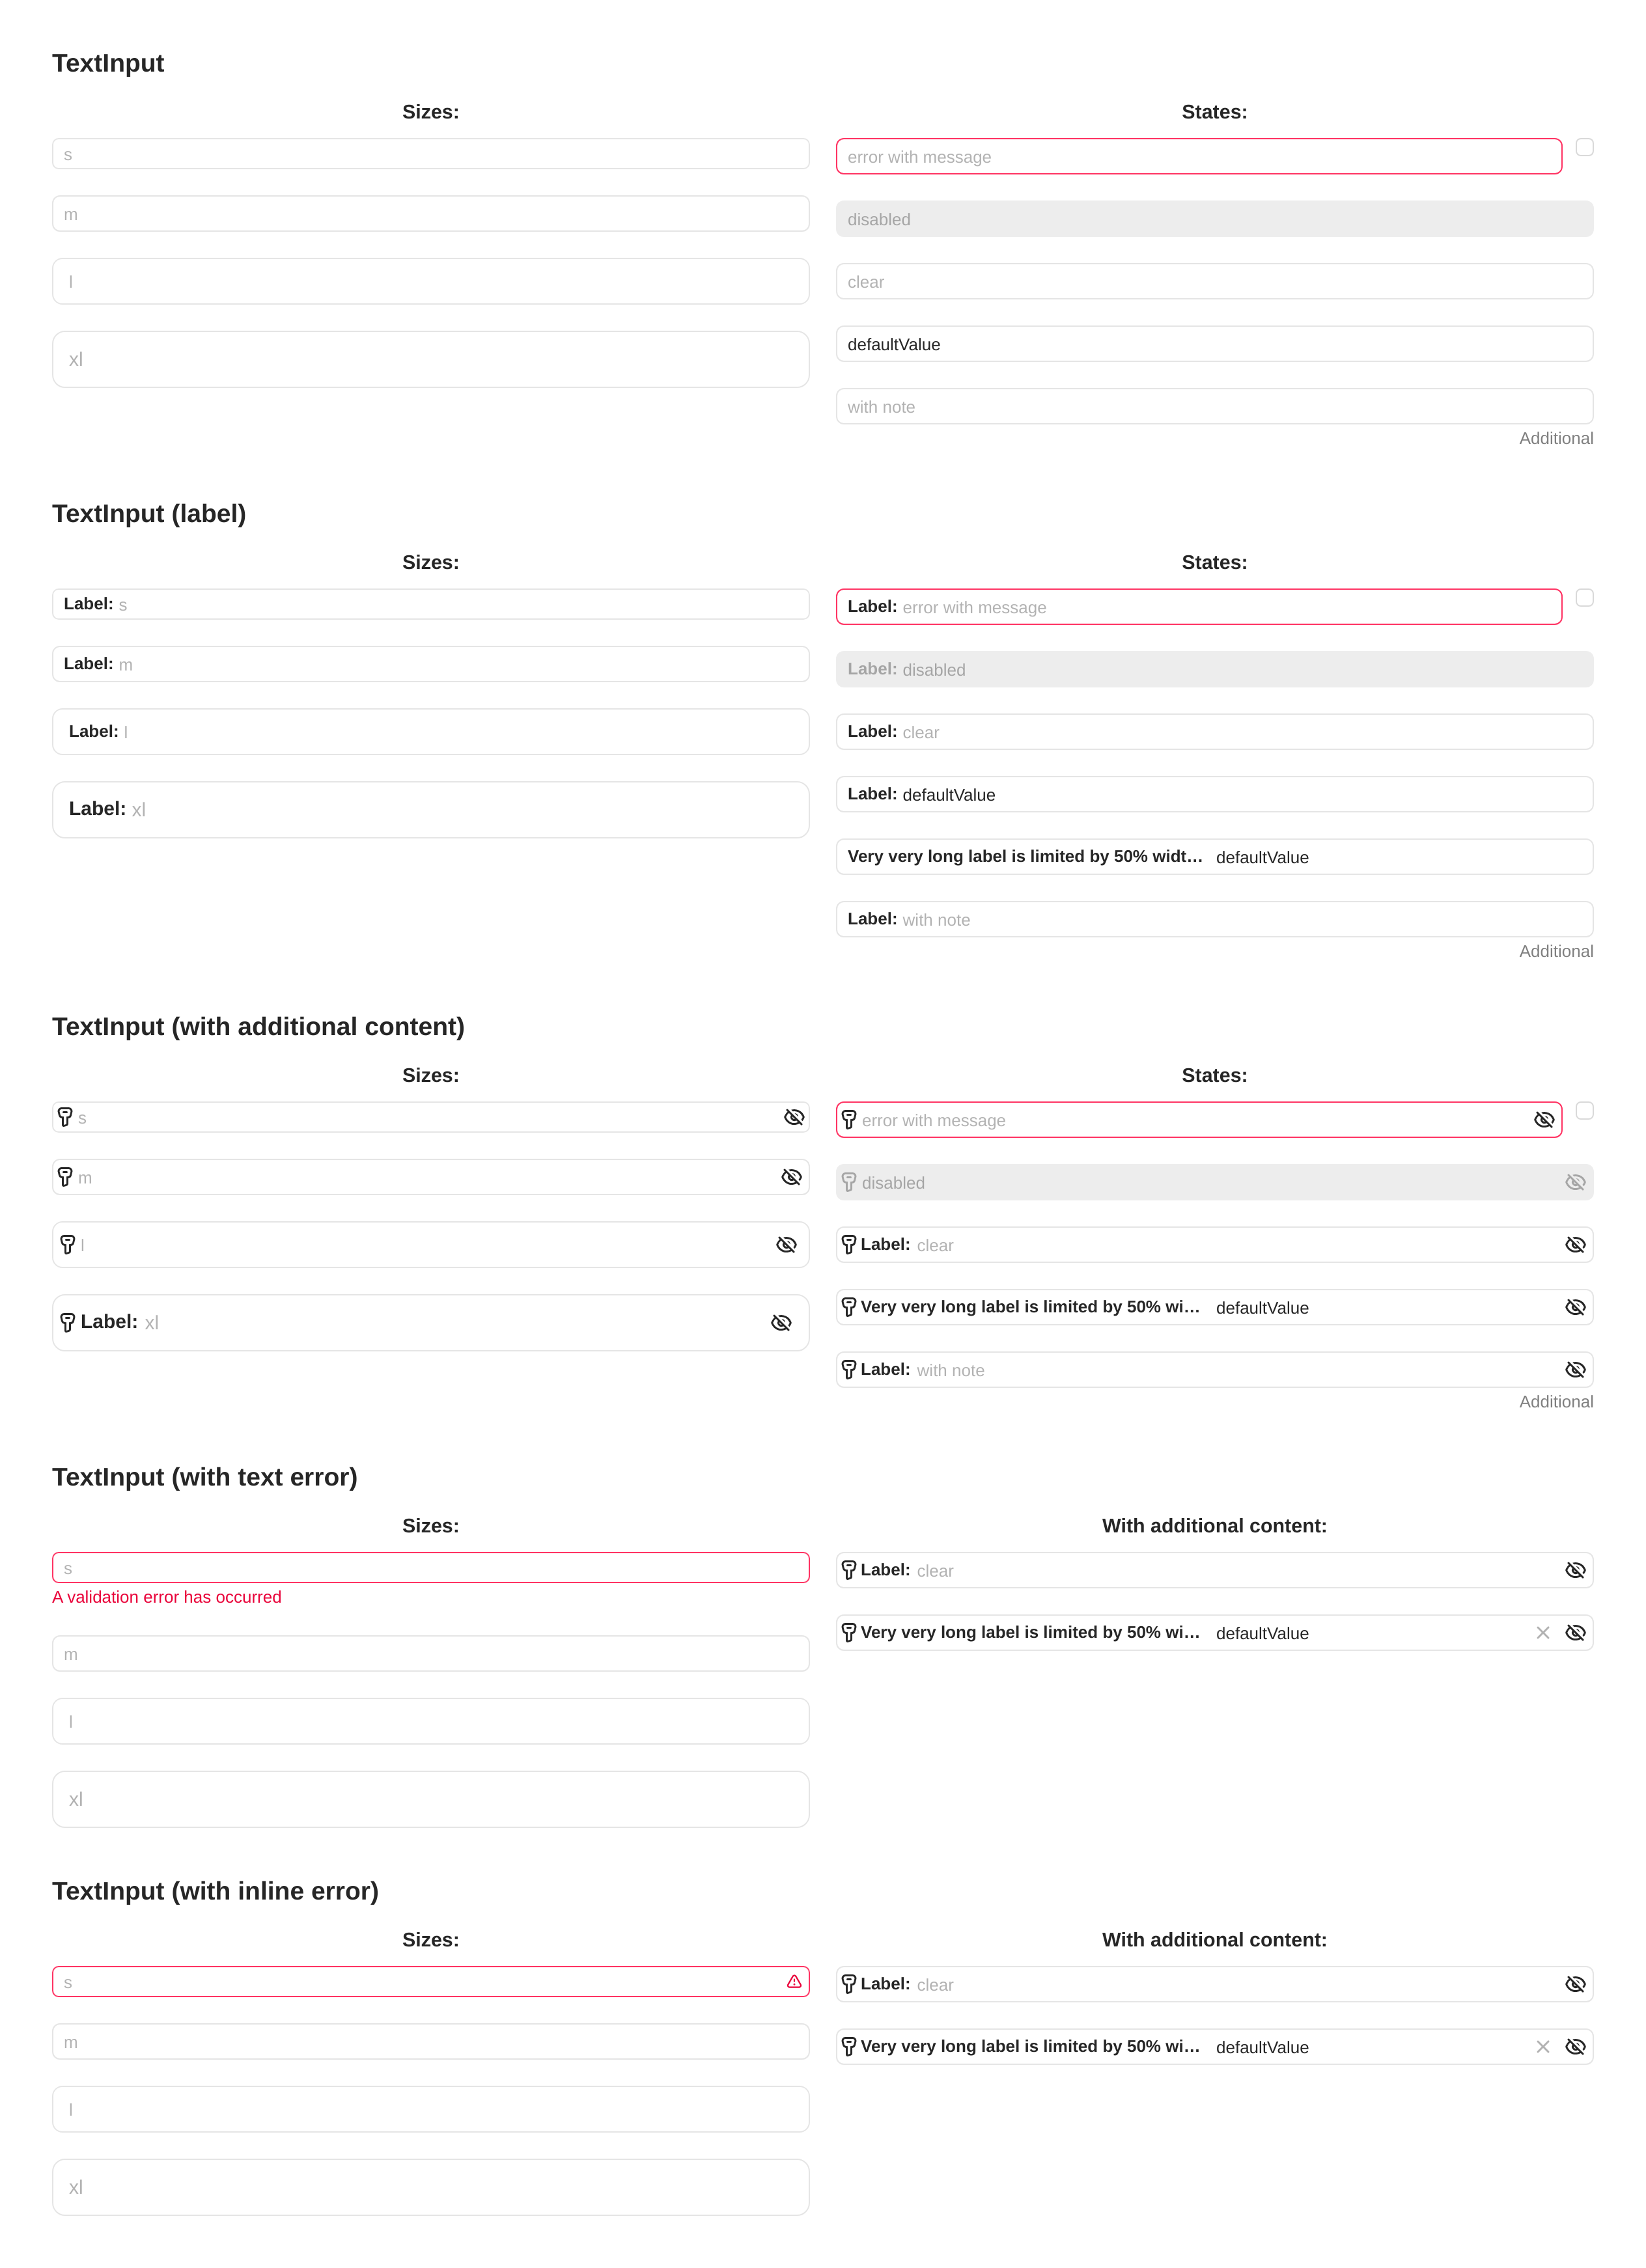 TextInput
Sizes:
s
m
l
xl
States:
error with message
disabled
clear
defaultValue
with note
Additional
TextInput (label)
Sizes:
Label: s
Label: m
Label: l
Label: xl
States:
Label: error with message
Label: disabled
Label: clear
Label: defaultValue
Very very long label is limited by 50% widt… defaultValue
Label: with note
Additional
TextInput (with additional content)
Sizes:
s
m
l
Label: xl
States:
error with message
disabled
Label: clear
Very very long label is limited by 50% wi… defaultValue
Label: with note
Additional
TextInput (with text error)
Sizes:
s
A validation error has occurred
m
l
xl
With additional content:
Label: clear
Very very long label is limited by 50% wi… defaultValue
TextInput (with inline error)
Sizes:
s
m
l
xl
With additional content:
Label: clear
Very very long label is limited by 50% wi… defaultValue